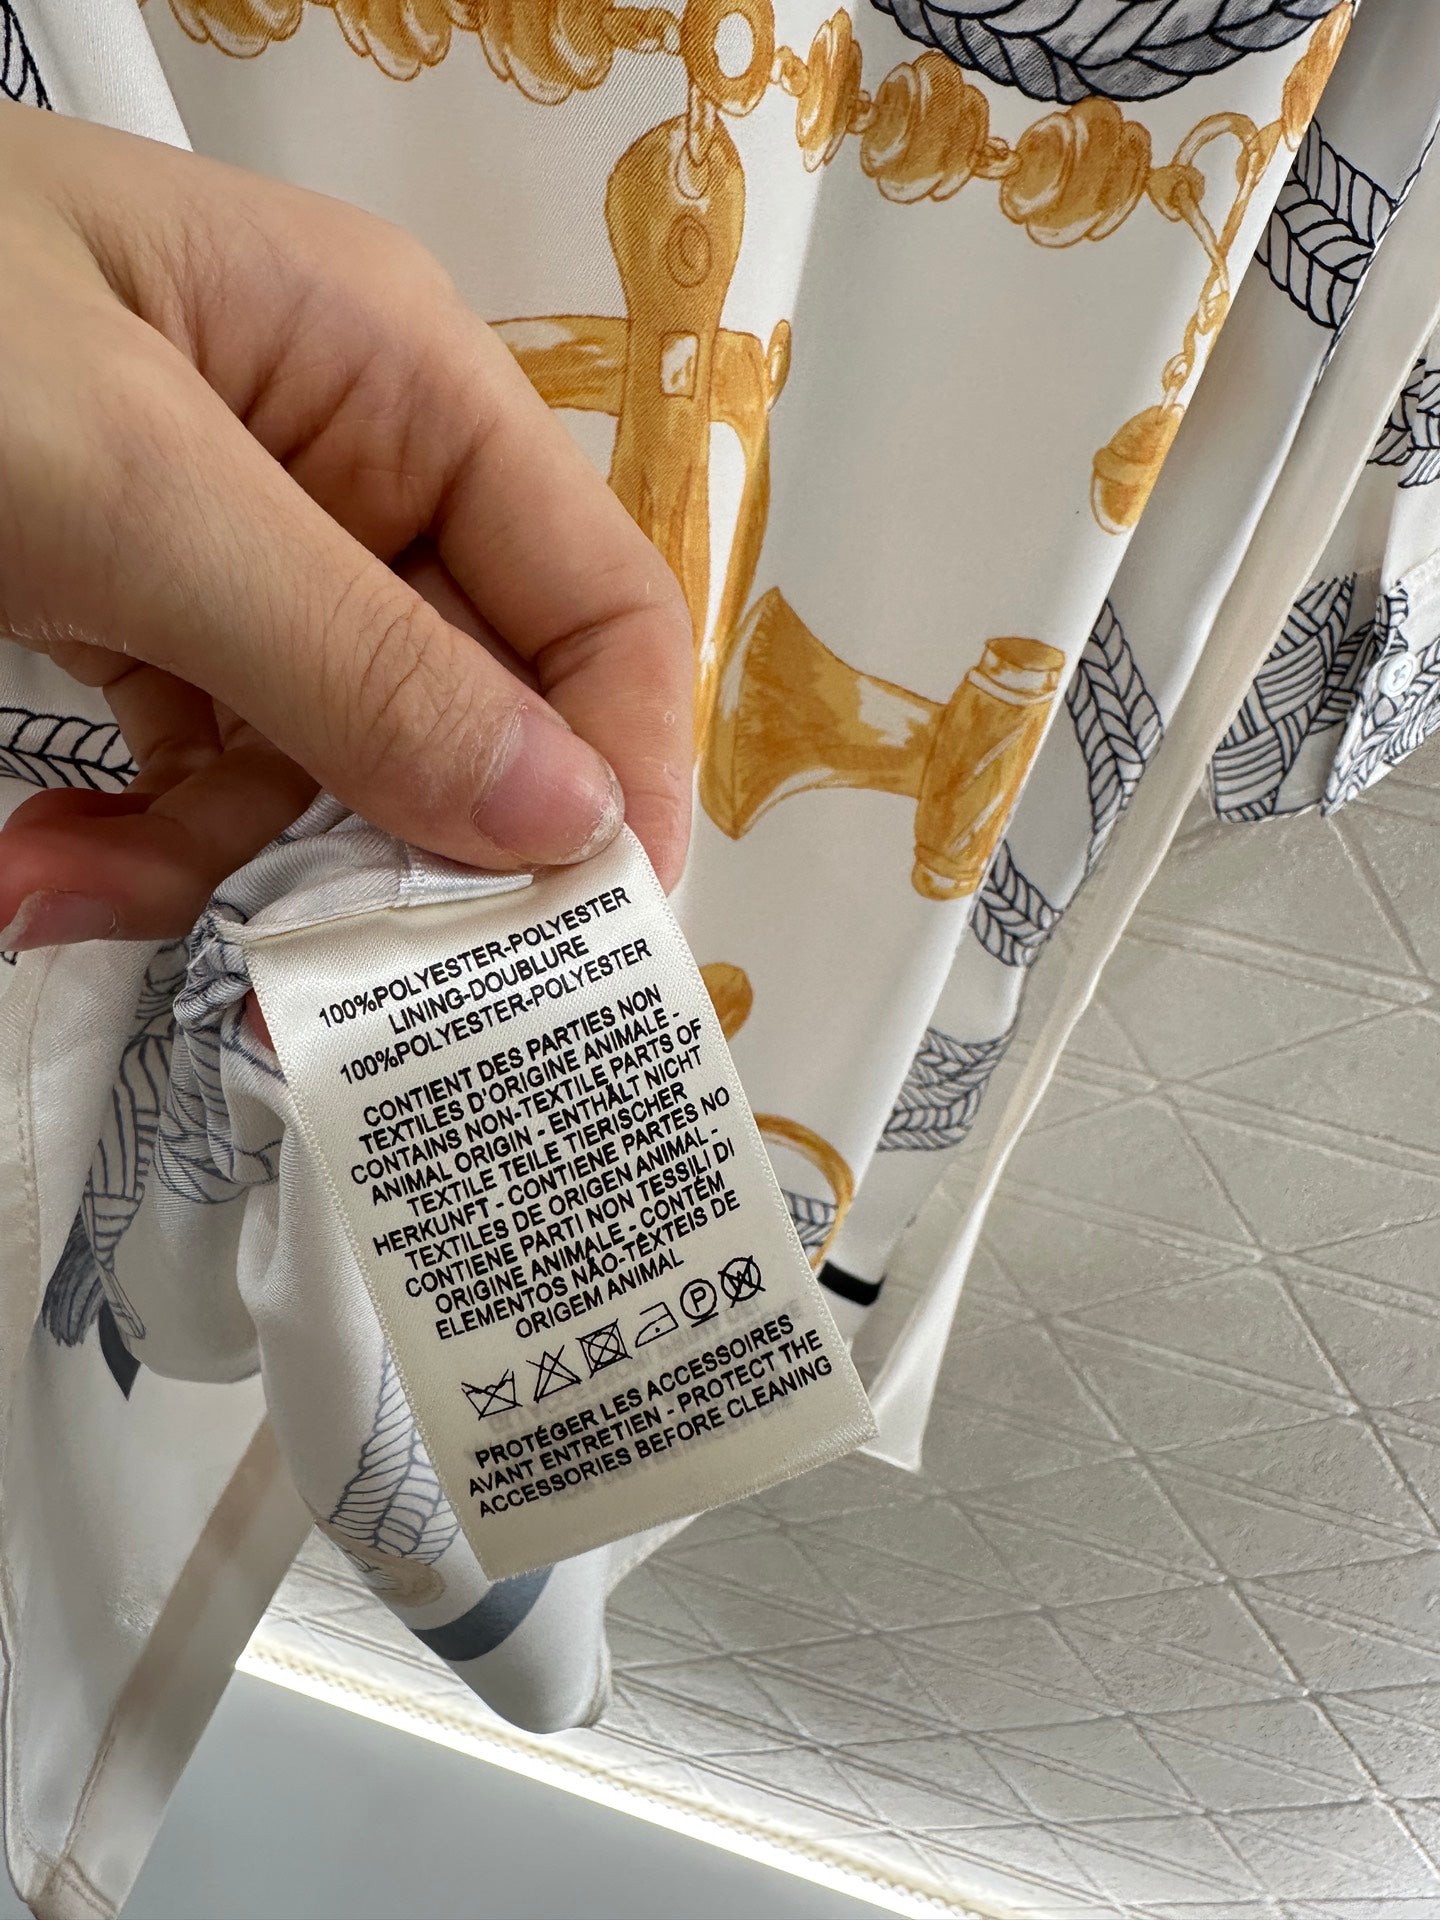 100%POLYESTER-POLYESTER
LINING-DOUBLURE
100%POLYESTER-POLYESTER
CONTIENT DES PARTIES NON
TEXTILES D'ORIGINE ANIMALE -
CONTAINS NON-TEXTILE PARTS OF
ANIMAL ORIGIN - ENTHÄLT NICHT
TEXTILE TEILE TIERISCHER
HERKUNFT - CONTIENE PARTES NO
TEXTILES DE ORIGEN ANIMAL -
CONTIENE PARTI NON TESSILI DI
ORIGINE ANIMALE - CONTÉM
ELEMENTOS NÃO-TÊXTEIS DE
ORIGEM ANIMAL
P W
PROTÉGER LES ACCESSOIRES
AVANT ENTRETIEN - PROTECT THE
ACCESSORIES BEFORE CLEANING